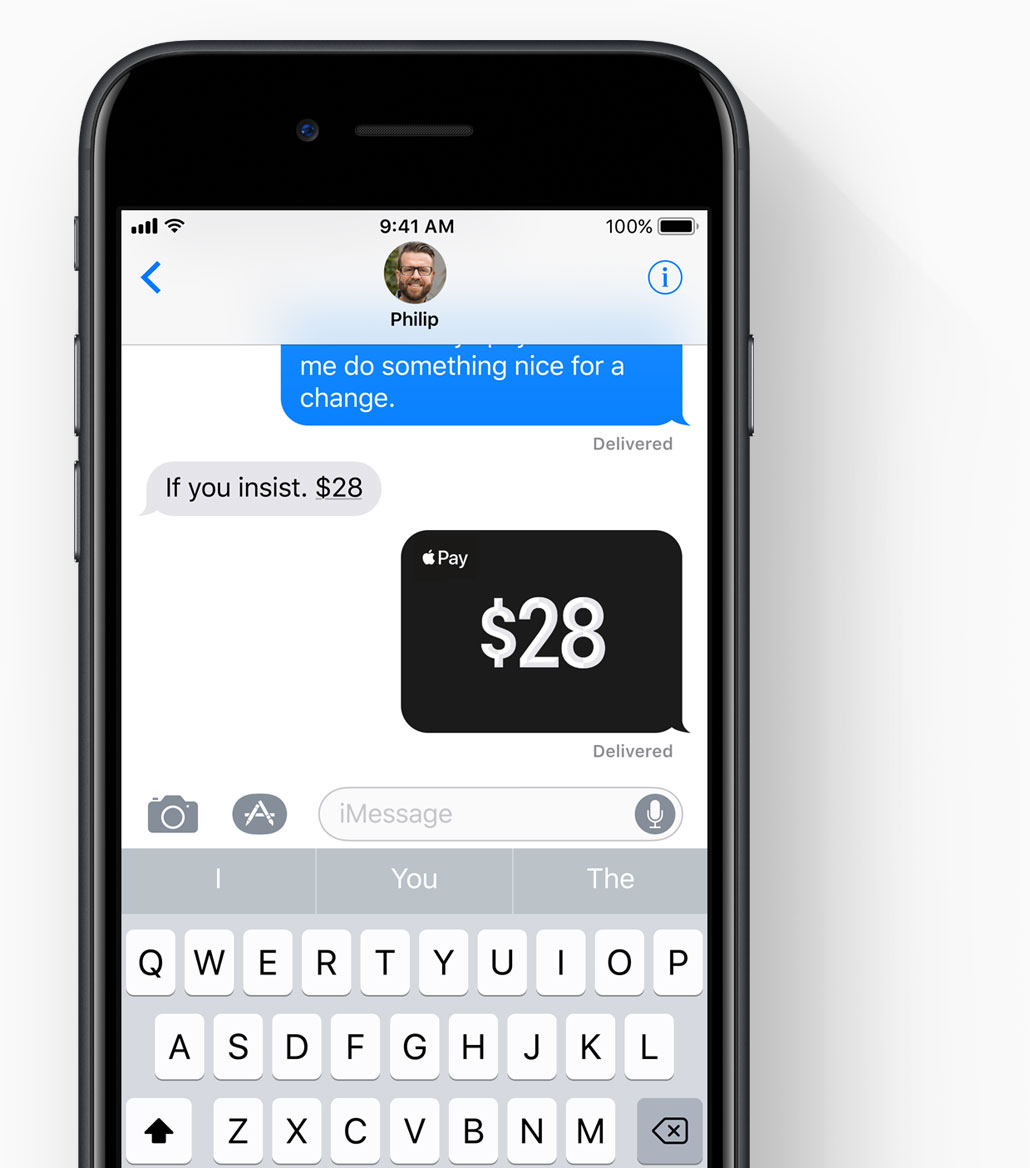 9:41 AM
100%
Philip
me do something nice for a
change.
Delivered
If you insist. $28
Pay
$28
Delivered
iMessage
I You The
Q W E R T Y U I O P
A S D F G H J K L
Z X C V B N M